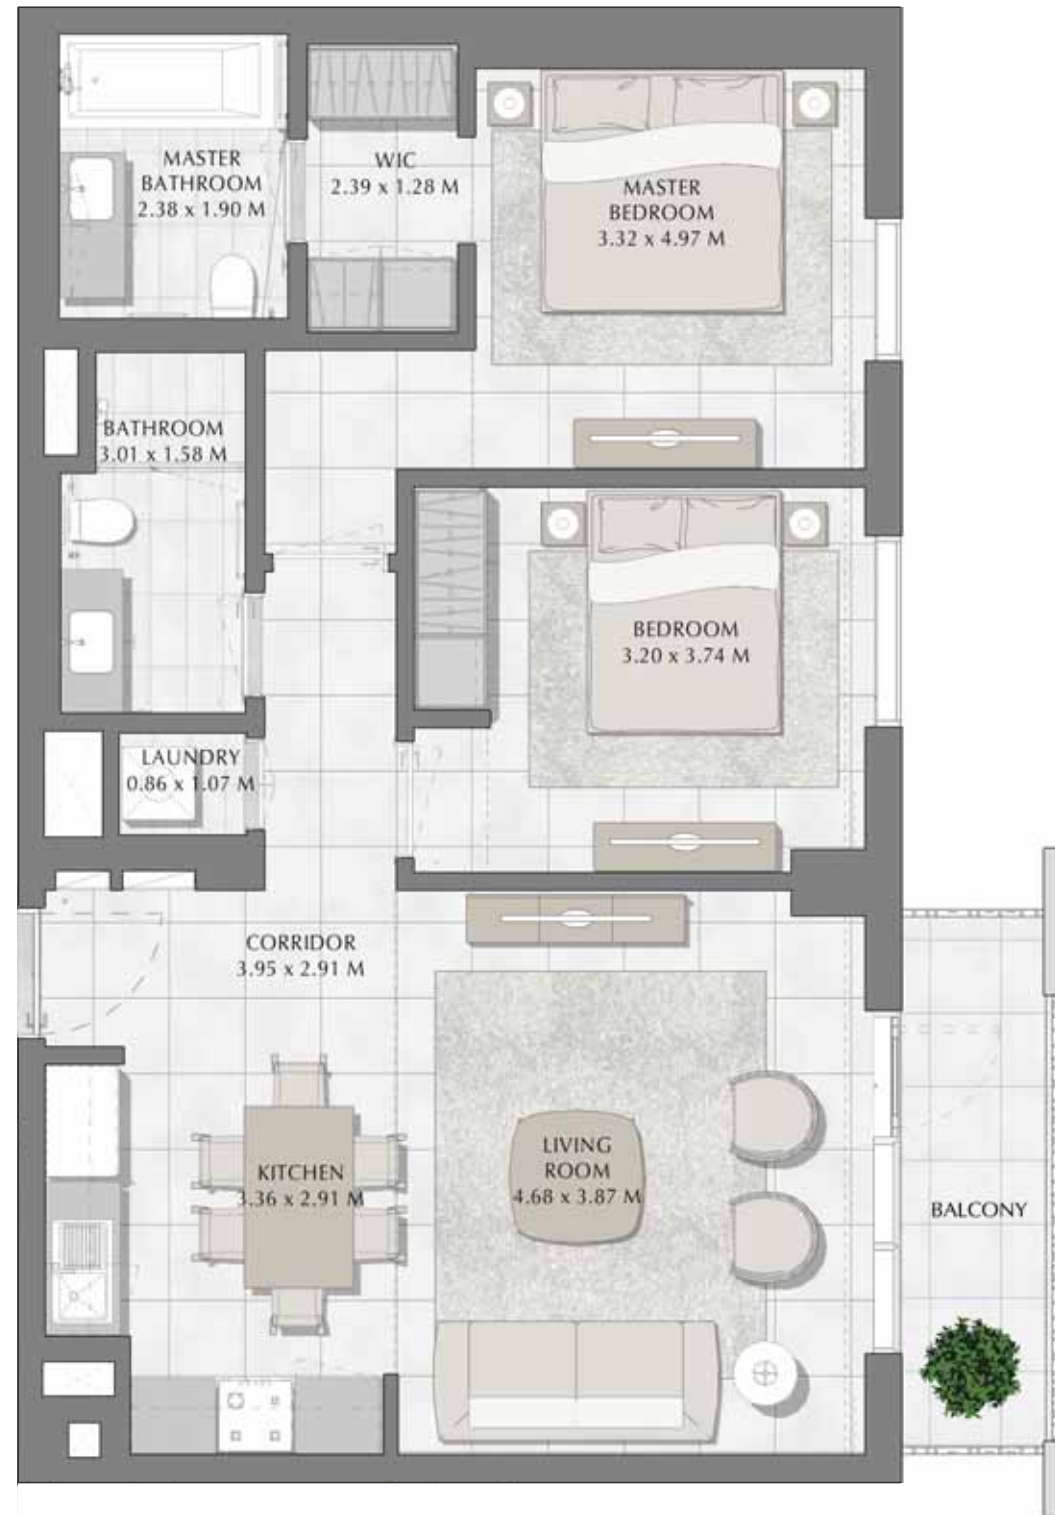 MASTER
BATHROOM
2.38 x 1.90 M
WIC
2.39 x 1.28 M
MASTER
BEDROOM
3.32 x 4.97 M
BATHROOM
3.01 x 1.58 M
BEDROOM
3.20 x 3.74 M
LAUNDRY
0.86 x 1.07 M
CORRIDOR
3.95 x 2.91 M
KITCHEN
3.36 x 2.91 M
LIVING
ROOM
4.68 x 3.87 M
BALCONY